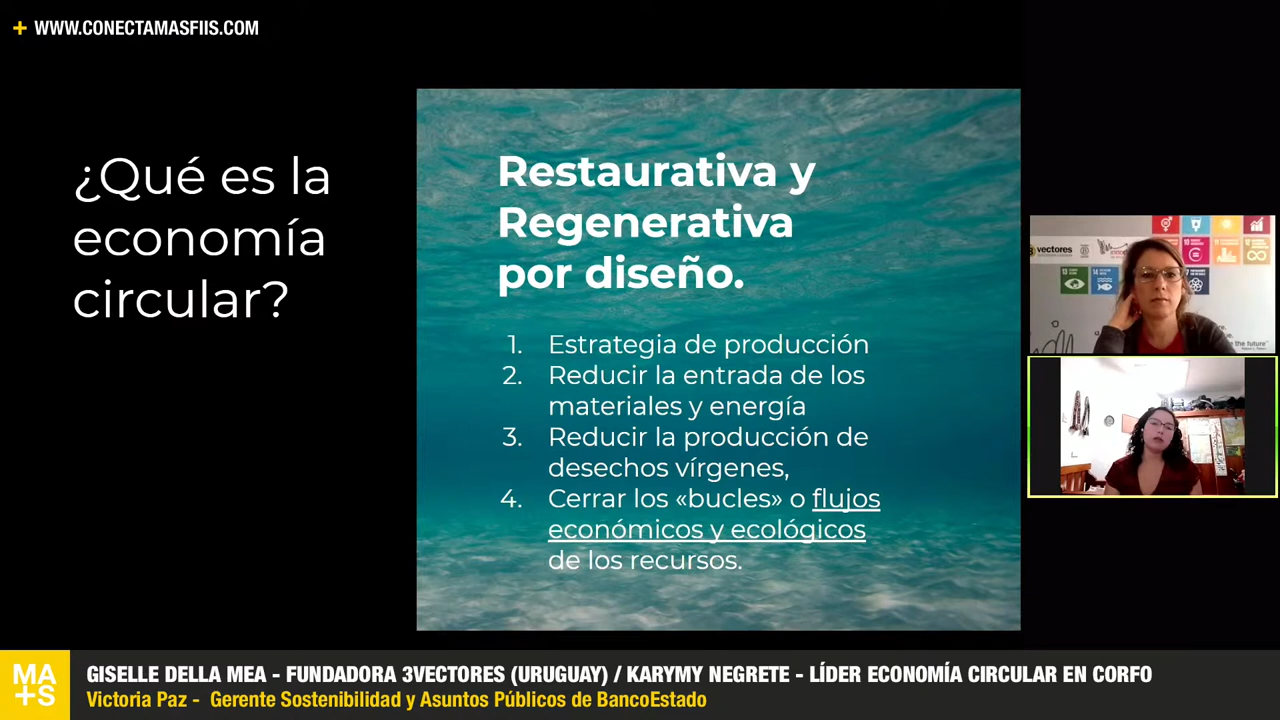 + WWW.CONECTAMASFIIS.COM
¿Qué es la
economía
circular?
Restaurativa y
Regenerativa
por diseño.
1. Estrategia de producción
2. Reducir la entrada de los
materiales y energía
3. Reducir la producción de
desechos vírgenes,
4. Cerrar los «bucles» o flujos
económicos y ecológicos
de los recursos.
vectores
the future"
MA
+S
GISELLE DELLA MEA - FUNDADORA 3VECTORES (URUGUAY) / KARYMY NEGRETE - LÍDER ECONOMÍA CIRCULAR EN CORFO
Victoria Paz - Gerente Sostenibilidad y Asuntos Públicos de BancoEstado